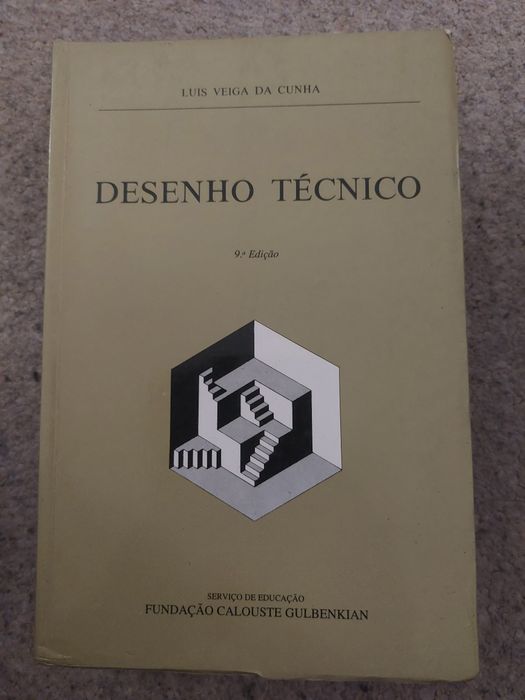 LUIS VEIGA DA CUNHA
DESENHO TÉCNICO
9.ª Edição
SERVIÇO DE EDUCAÇÃO
FUNDAÇÃO CALOUSTE GULBENKIAN